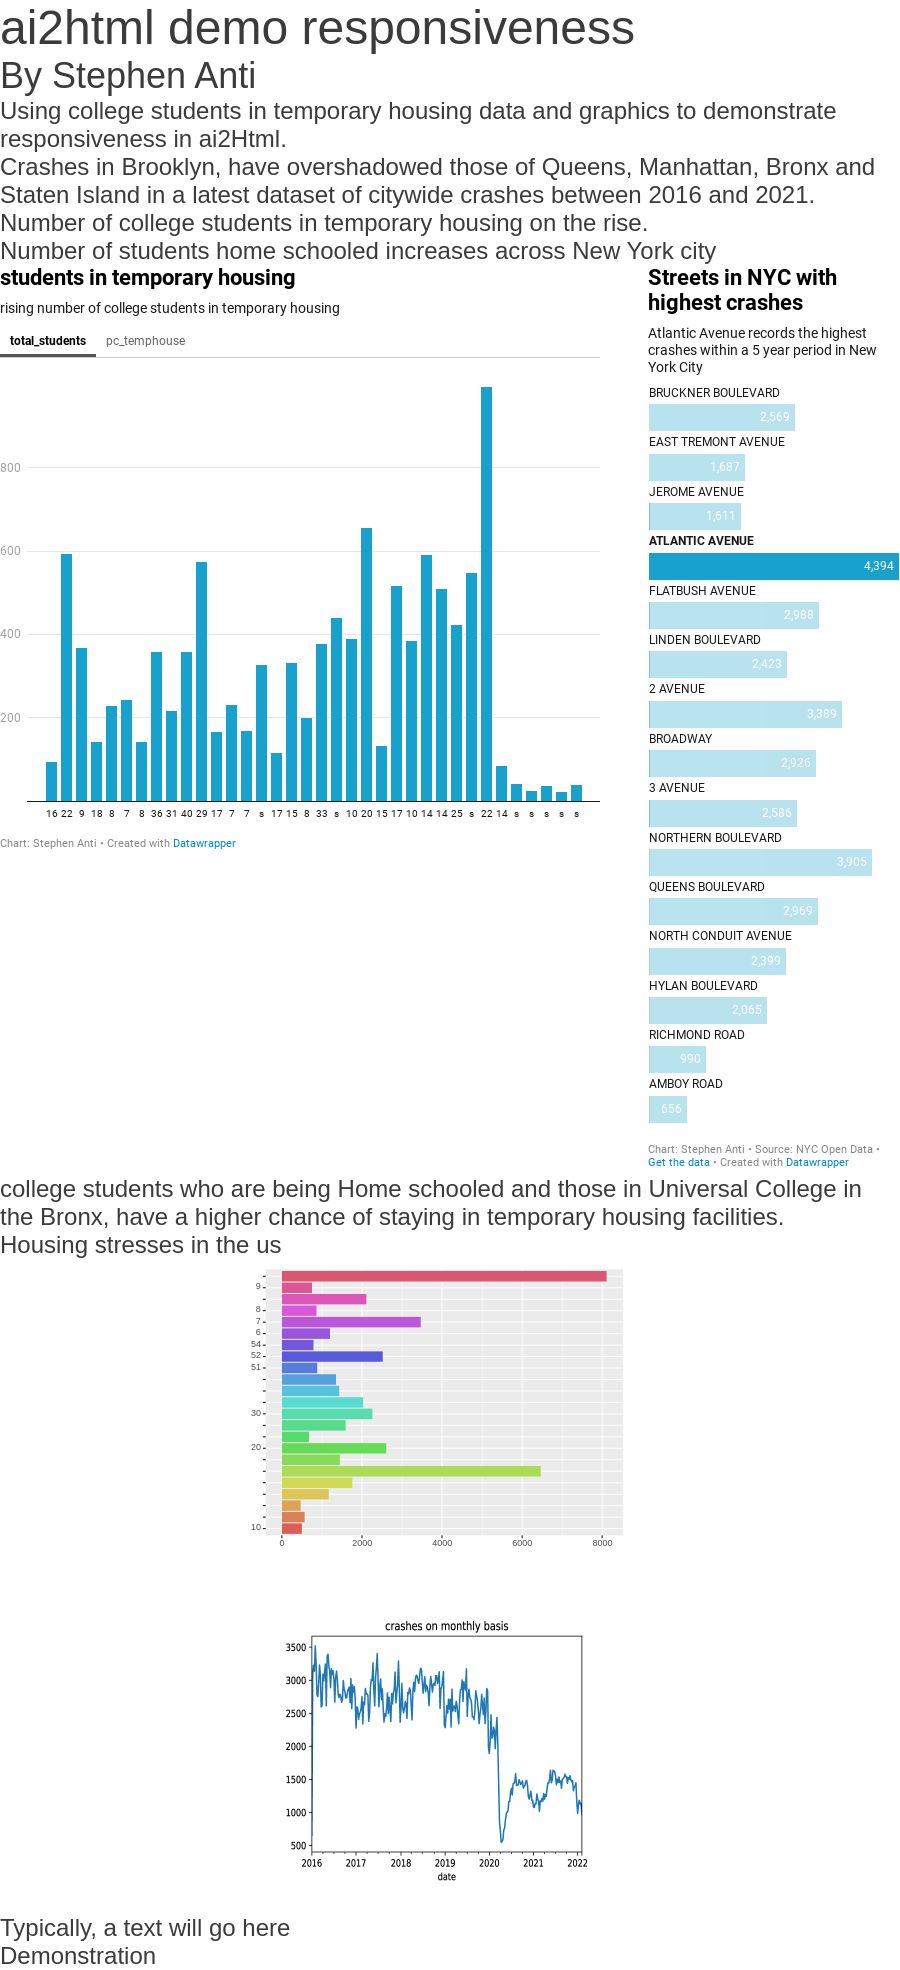 ai2html demo responsiveness
By Stephen Anti
Using college students in temporary housing data and graphics to demonstrate
responsiveness in ai2Html.
Crashes in Brooklyn, have overshadowed those of Queens, Manhattan, Bronx and
Staten Island in a latest dataset of citywide crashes between 2016 and 2021.
Number of college students in temporary housing on the rise.
Number of students home schooled increases across New York city
students in temporary housing
rising number of college students in temporary housing
total_students pc_temphouse
800
600
400
200
16 22 9 18 8 7 8 36 31 40 29 17 7 7 s 17 15 8 33 s 10 20 15 17 10 14 14 25 s 22 14 s s s s s
Chart: Stephen Anti • Created with Datawrapper
Streets in NYC with
highest crashes
Atlantic Avenue records the highest
crashes within a 5 year period in New
York City
BRUCKNER BOULEVARD
2,569
EAST TREMONT AVENUE
1,687
JEROME AVENUE
1,611
ATLANTIC AVENUE
4,394
FLATBUSH AVENUE
2,988
LINDEN BOULEVARD
2,423
2 AVENUE
3,389
BROADWAY
2,926
3 AVENUE
2,586
NORTHERN BOULEVARD
3,905
QUEENS BOULEVARD
2,969
NORTH CONDUIT AVENUE
2,399
HYLAN BOULEVARD
2,065
RICHMOND ROAD
990
AMBOY ROAD
656
Chart: Stephen Anti • Source: NYC Open Data •
Get the data • Created with Datawrapper
college students who are being Home schooled and those in Universal College in
the Bronx, have a higher chance of staying in temporary housing facilities.
Housing stresses in the us
9
8
7
6
54
52
51
30
20
10
0 2000 4000 6000 8000
crashes on monthly basis
3500
3000
2500
2000
1500
1000
500
2016 2017 2018 2019 2020 2021 2022
date
Typically, a text will go here
Demonstration